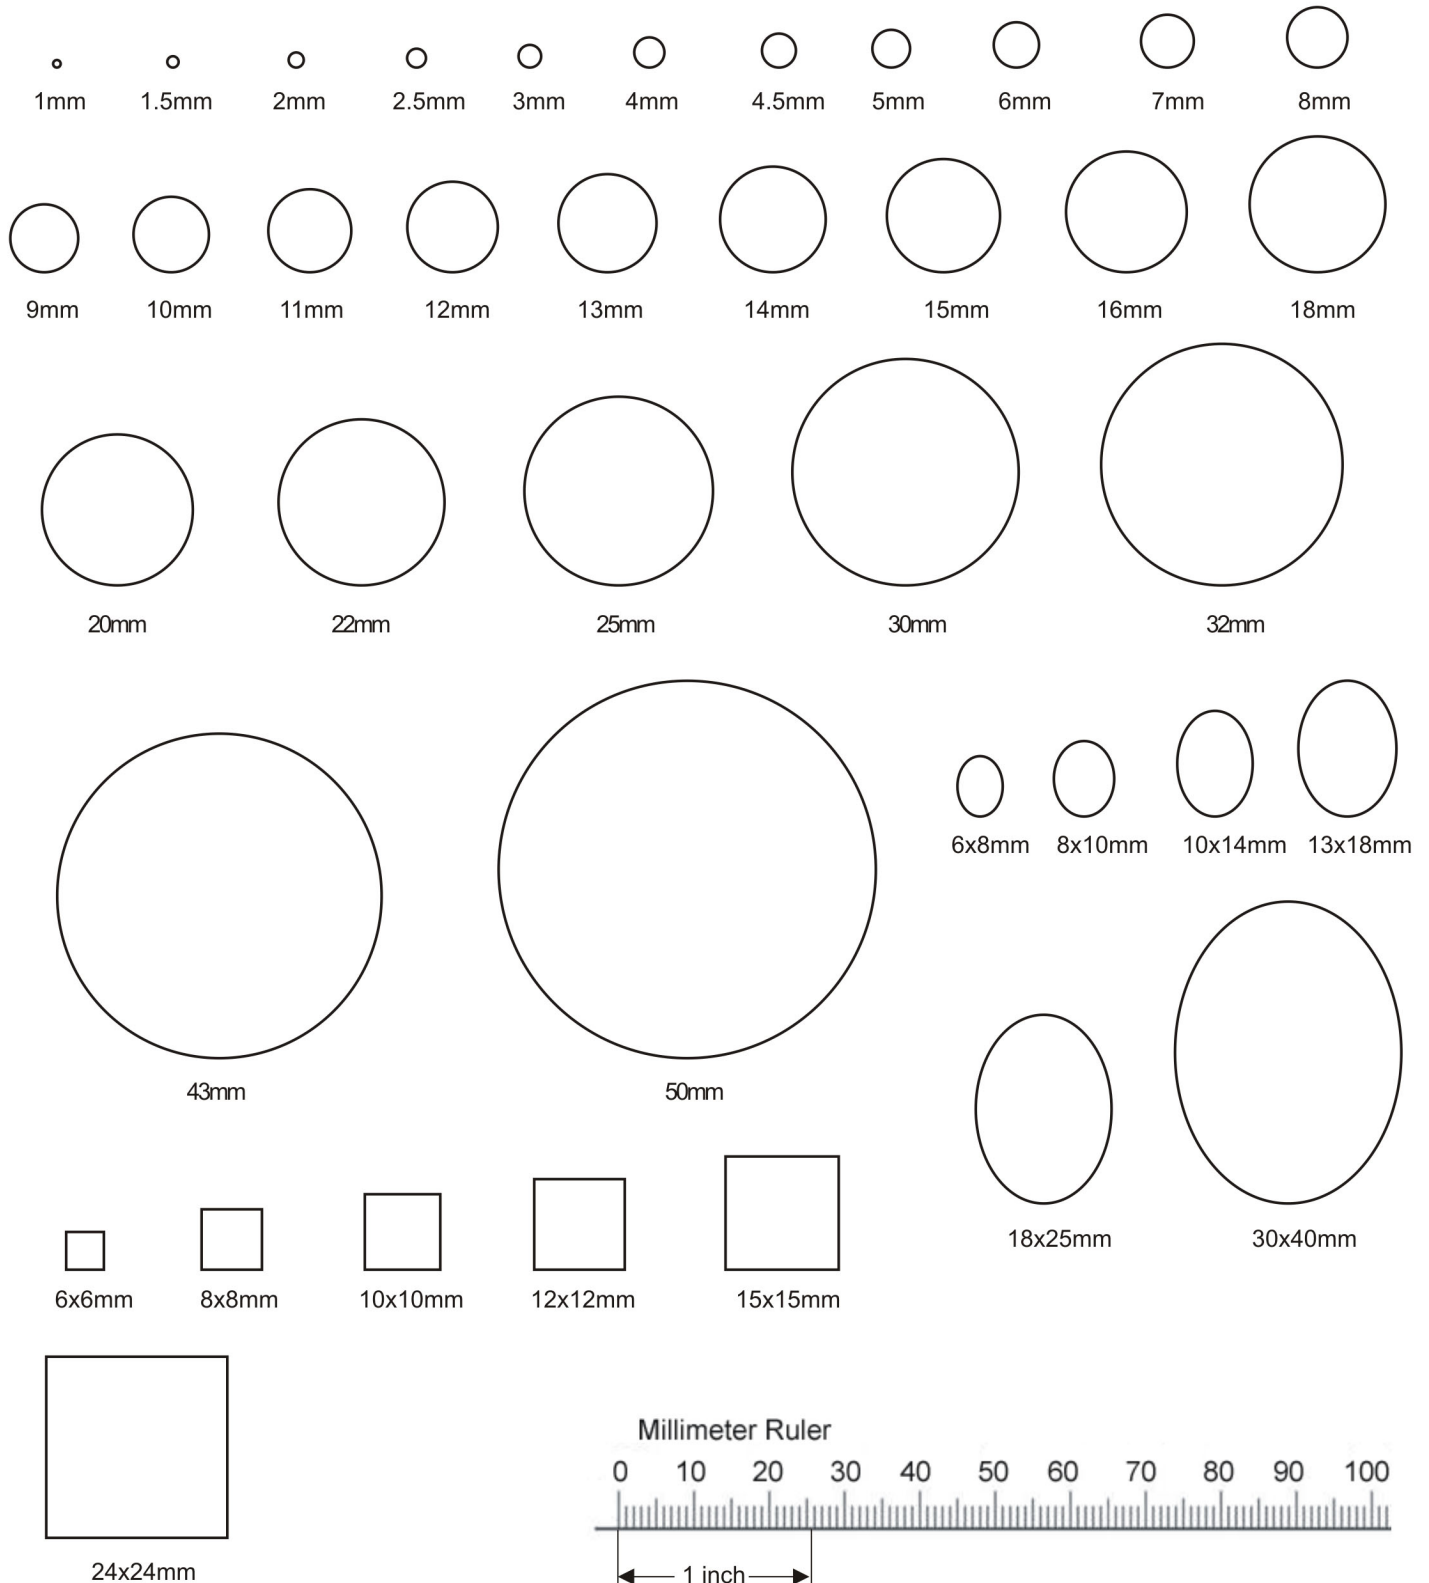 1mm 1.5mm 2mm 2.5mm 3mm 4mm 4.5mm 5mm 6mm 7mm 8mm
9mm 10mm 11mm 12mm 13mm 14mm 15mm 16mm 18mm
20mm 22mm 25mm 30mm 32mm
6x8mm 8x10mm 10x14mm 13x18mm
43mm 50mm
18x25mm 30x40mm
6x6mm 8x8mm 10x10mm 12x12mm 15x15mm
Millimeter Ruler
0 10 20 30 40 50 60 70 80 90 100
24x24mm
1 inch